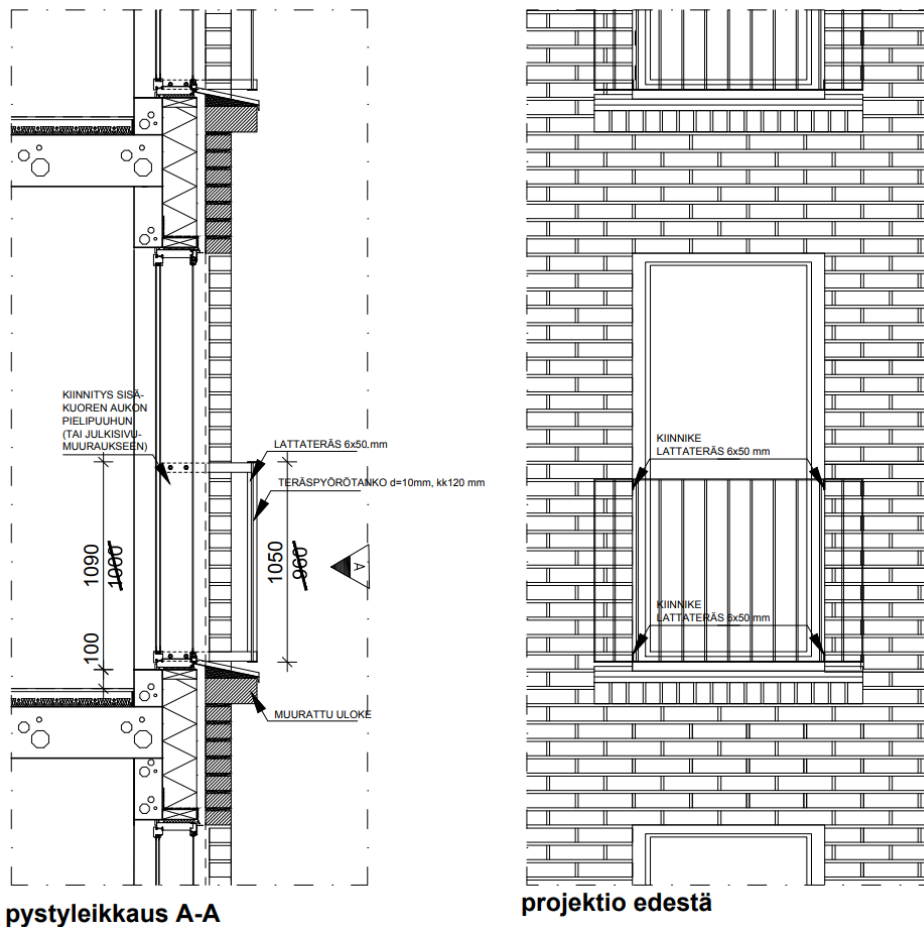 KIINNITYS SISÄ-
KUOREN AUKON
PIELIPUUHUN
(TAI JULKISIVU-
MUURAUKSEEN)
LATTATERÄS 6x50 mm
TERÄSPYÖRÖTANKO d=10mm, kk120 mm
1090
1000
100
1050
960
A
MUURATTU ULOKE
pystyleikkaus A-A
KIINNIKE
LATTATERÄS 6x50 mm
KIINNIKE
LATTATERÄS 6x50 mm
projektio edestä